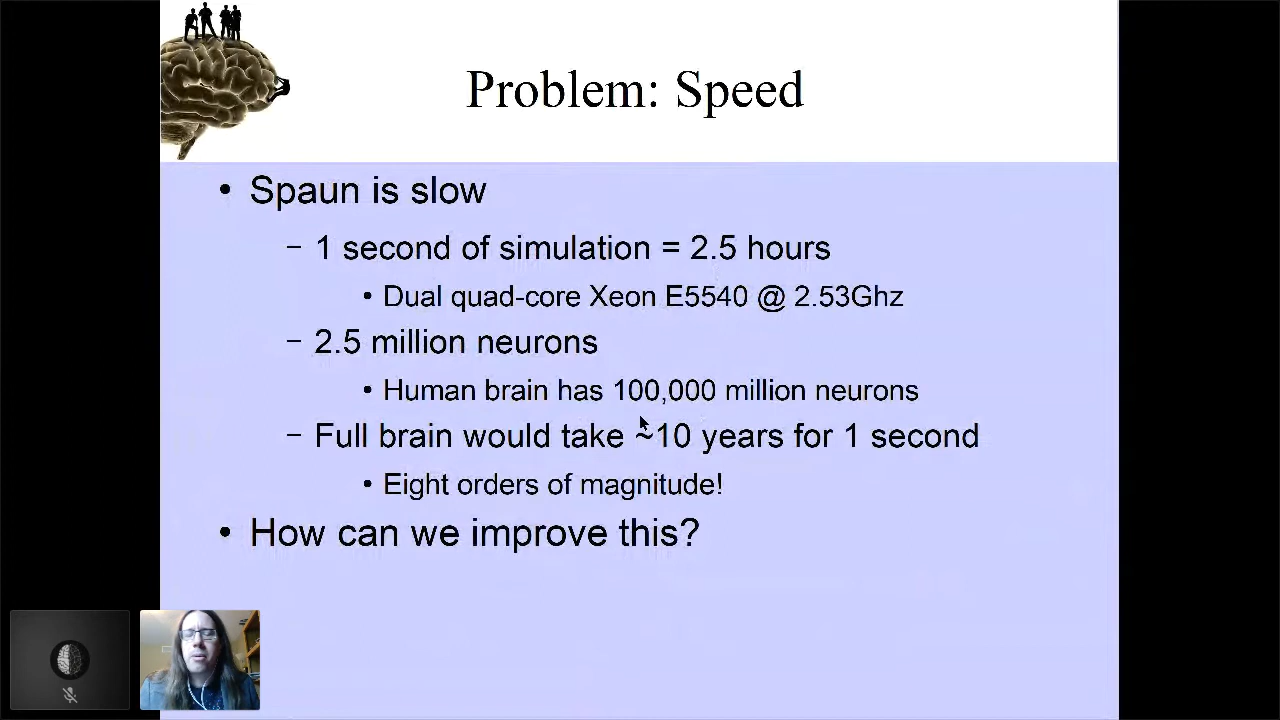 Problem: Speed
• Spaun is slow
– 1 second of simulation = 2.5 hours
• Dual quad-core Xeon E5540 @ 2.53Ghz
– 2.5 million neurons
• Human brain has 100,000 million neurons
– Full brain would take ~10 years for 1 second
• Eight orders of magnitude!
• How can we improve this?